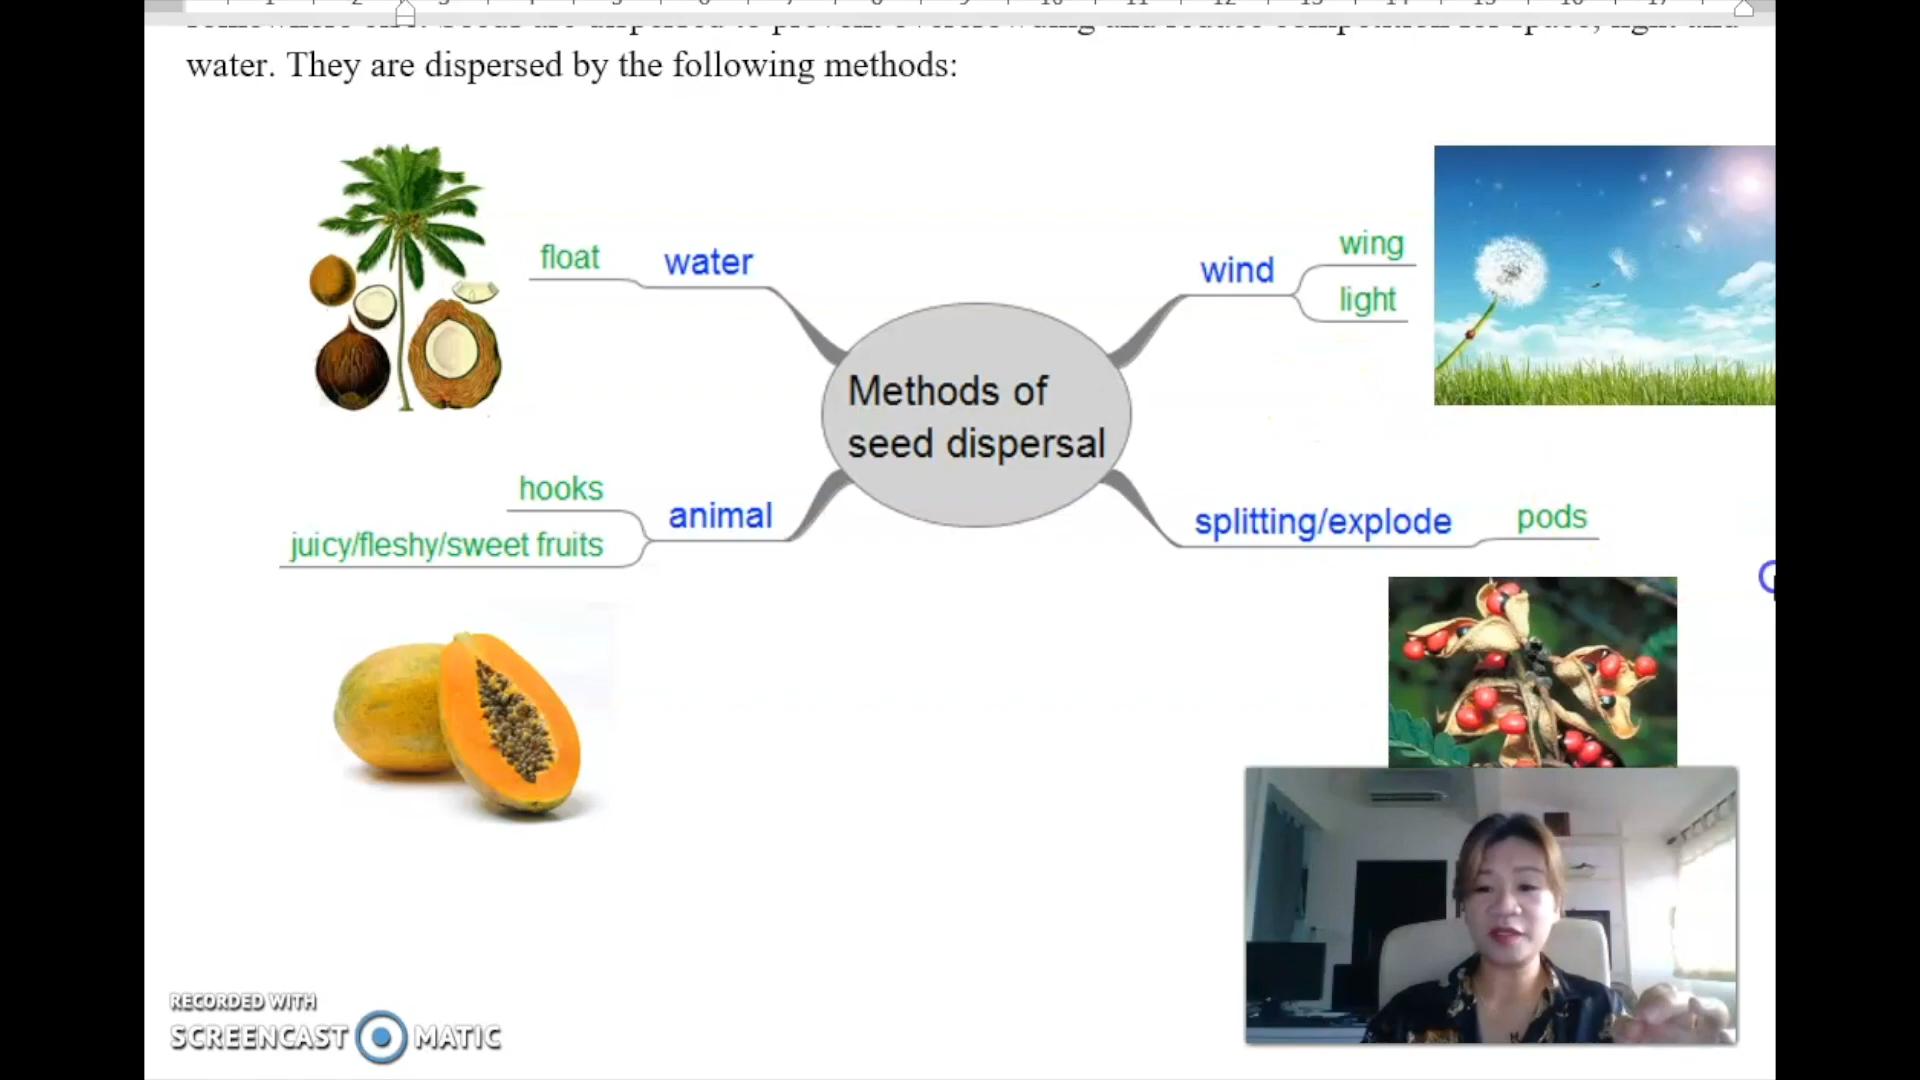 water. They are dispersed by the following methods:
float
water
wind
wing
light
Methods of
seed dispersal
hooks
juicy/fleshy/sweet fruits
animal
splitting/explode
pods
RECORDED WITH
SCREENCAST MATIC